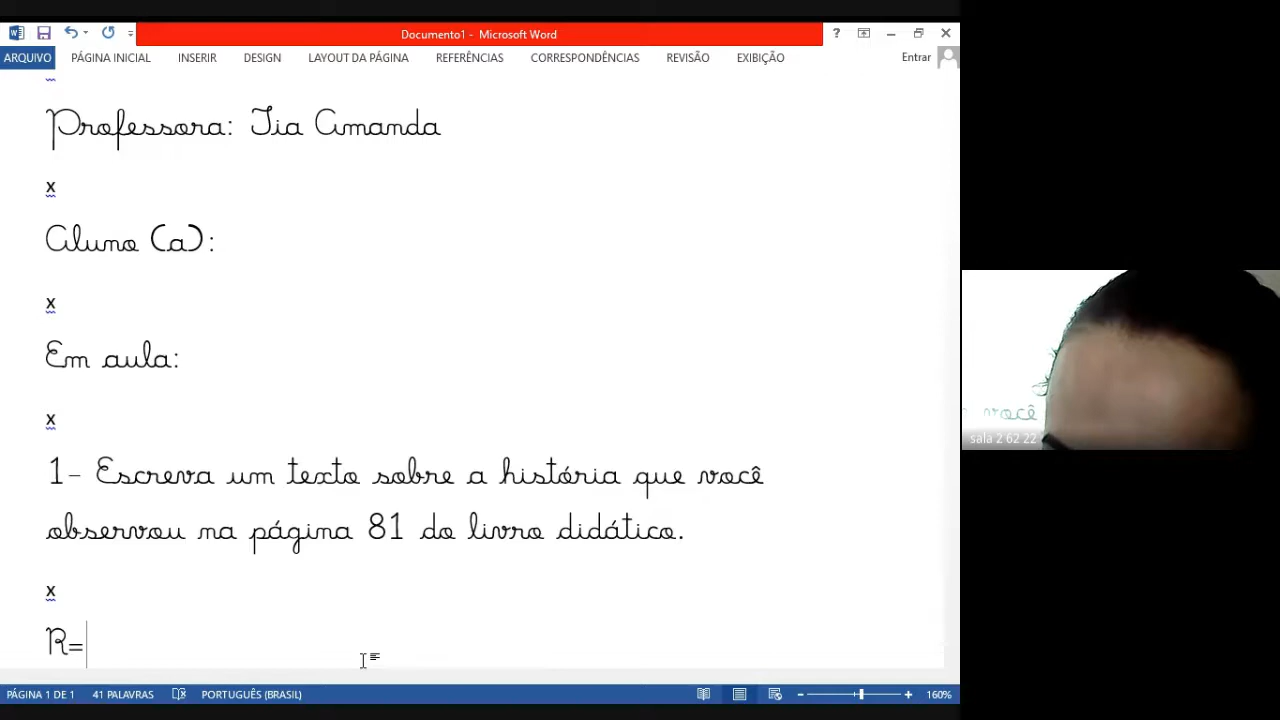 Documento1 - Microsoft Word
?
ARQUIVO PÁGINA INICIAL INSERIR DESIGN LAYOUT DA PÁGINA REFERÊNCIAS CORRESPONDÊNCIAS REVISÃO EXIBIÇÃO Entrar
Professora: Tia Amanda
x
Aluno (a):
x
Em aula:
x
1- Escreva um texto sobre a história que você
observou na página 81 do livro didático.
x
R=
você
sala 2 62 22
PÁGINA 1 DE 1 41 PALAVRAS PORTUGUÊS (BRASIL) 160%